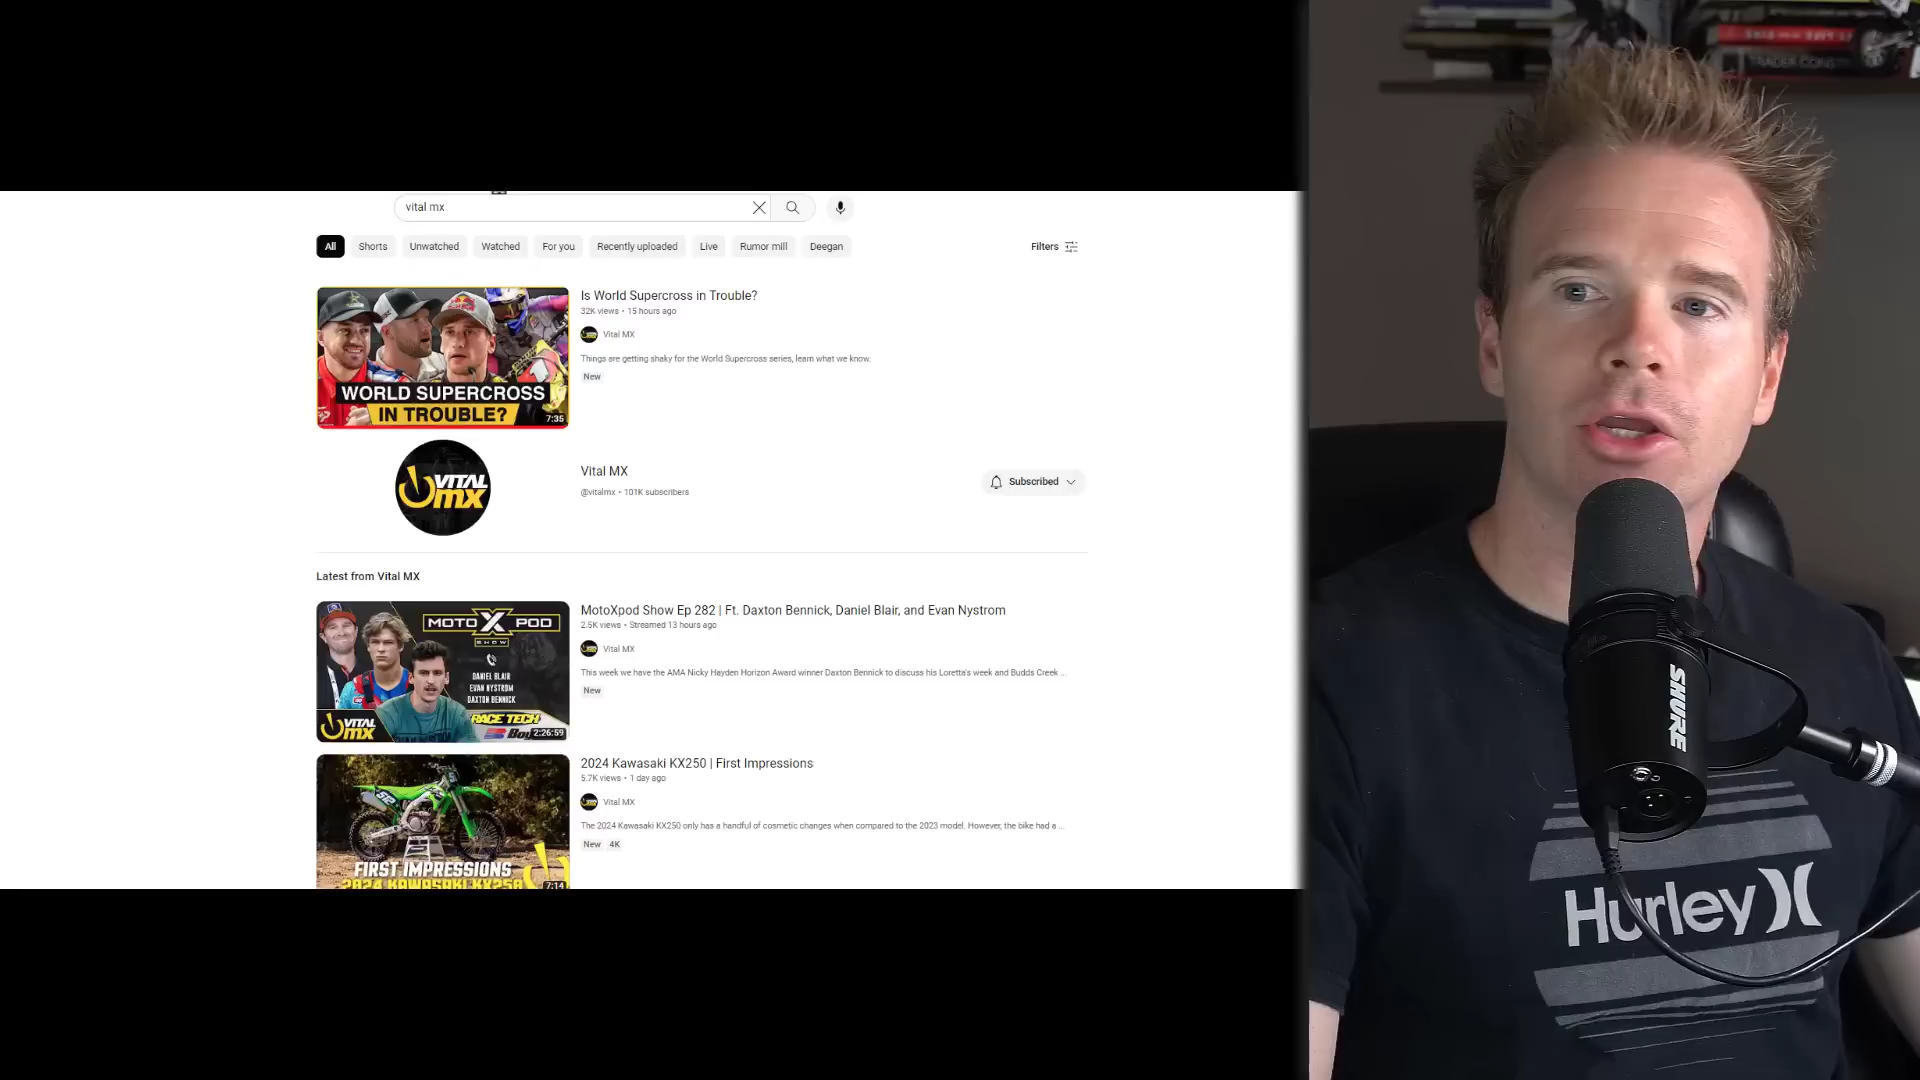 vital mx
All Shorts Unwatched Watched For you Recently uploaded Live Rumor mill Deegan Filters
Is World Supercross in Trouble?
32K views • 15 hours ago
Vital MX
Things are getting shaky for the World Supercross series, learn what we know.
New
WORLD SUPERCROSS
IN TROUBLE?
7:35
VITAL
MX
Vital MX
@vitalmx • 101K subscribers
Subscribed
Latest from Vital MX
MotoXpod Show Ep 282 | Ft. Daxton Bennick, Daniel Blair, and Evan Nystrom
2.5K views • Streamed 13 hours ago
Vital MX
This week we have the AMA Nicky Hayden Horizon Award winner Daxton Bennick to discuss his Loretta's week and Budds Creek ...
New
MOTO X POD
SHOW
DANIEL BLAIR
EVAN NYSTROM
DAXTON BENNICK
VITAL
MX
RACE TECH
2:26:59
2024 Kawasaki KX250 | First Impressions
5.7K views • 1 day ago
Vital MX
The 2024 Kawasaki KX250 only has a handful of cosmetic changes when compared to the 2023 model. However, the bike had a ...
New 4K
FIRST IMPRESSIONS
2024 KAWASAKI KX250
7:14
SHURE
Hurley